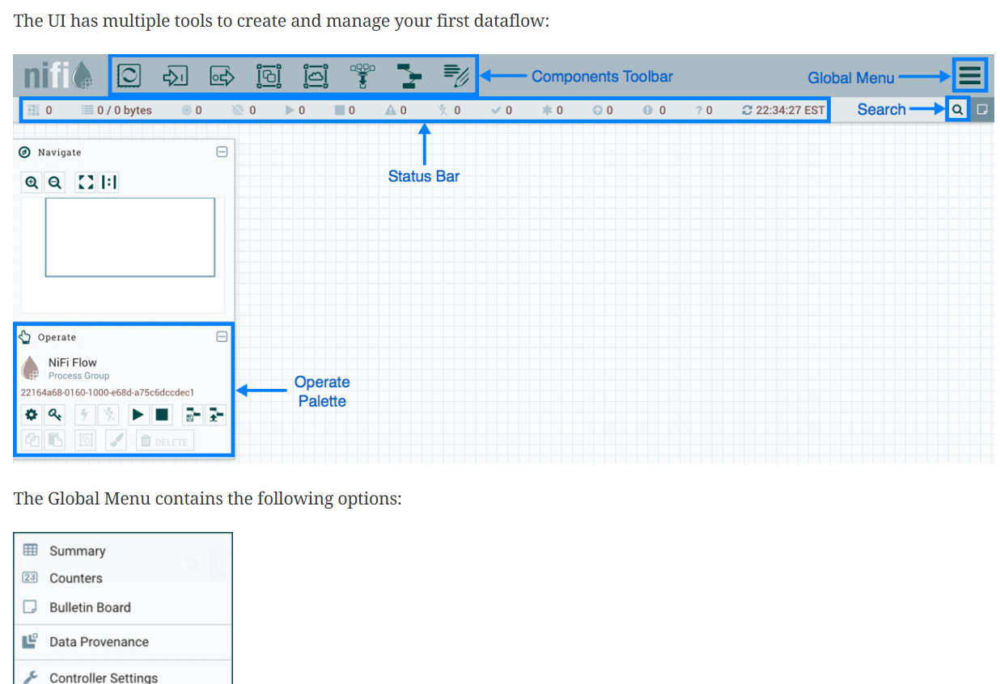 The UI has multiple tools to create and manage your first dataflow:
nifi
Components Toolbar
Global Menu
0 0 / 0 bytes 0 0 0 0 0 0 0 0 0 0 ? 0 22:34:27 EST
Search
Status Bar
Navigate
Operate
NiFi Flow
Process Group
22164a68-0160-1000-e68d-a75c6dccdec1
DELETE
Operate
Palette
The Global Menu contains the following options:
Summary
23 Counters
Bulletin Board
Data Provenance
Controller Settings